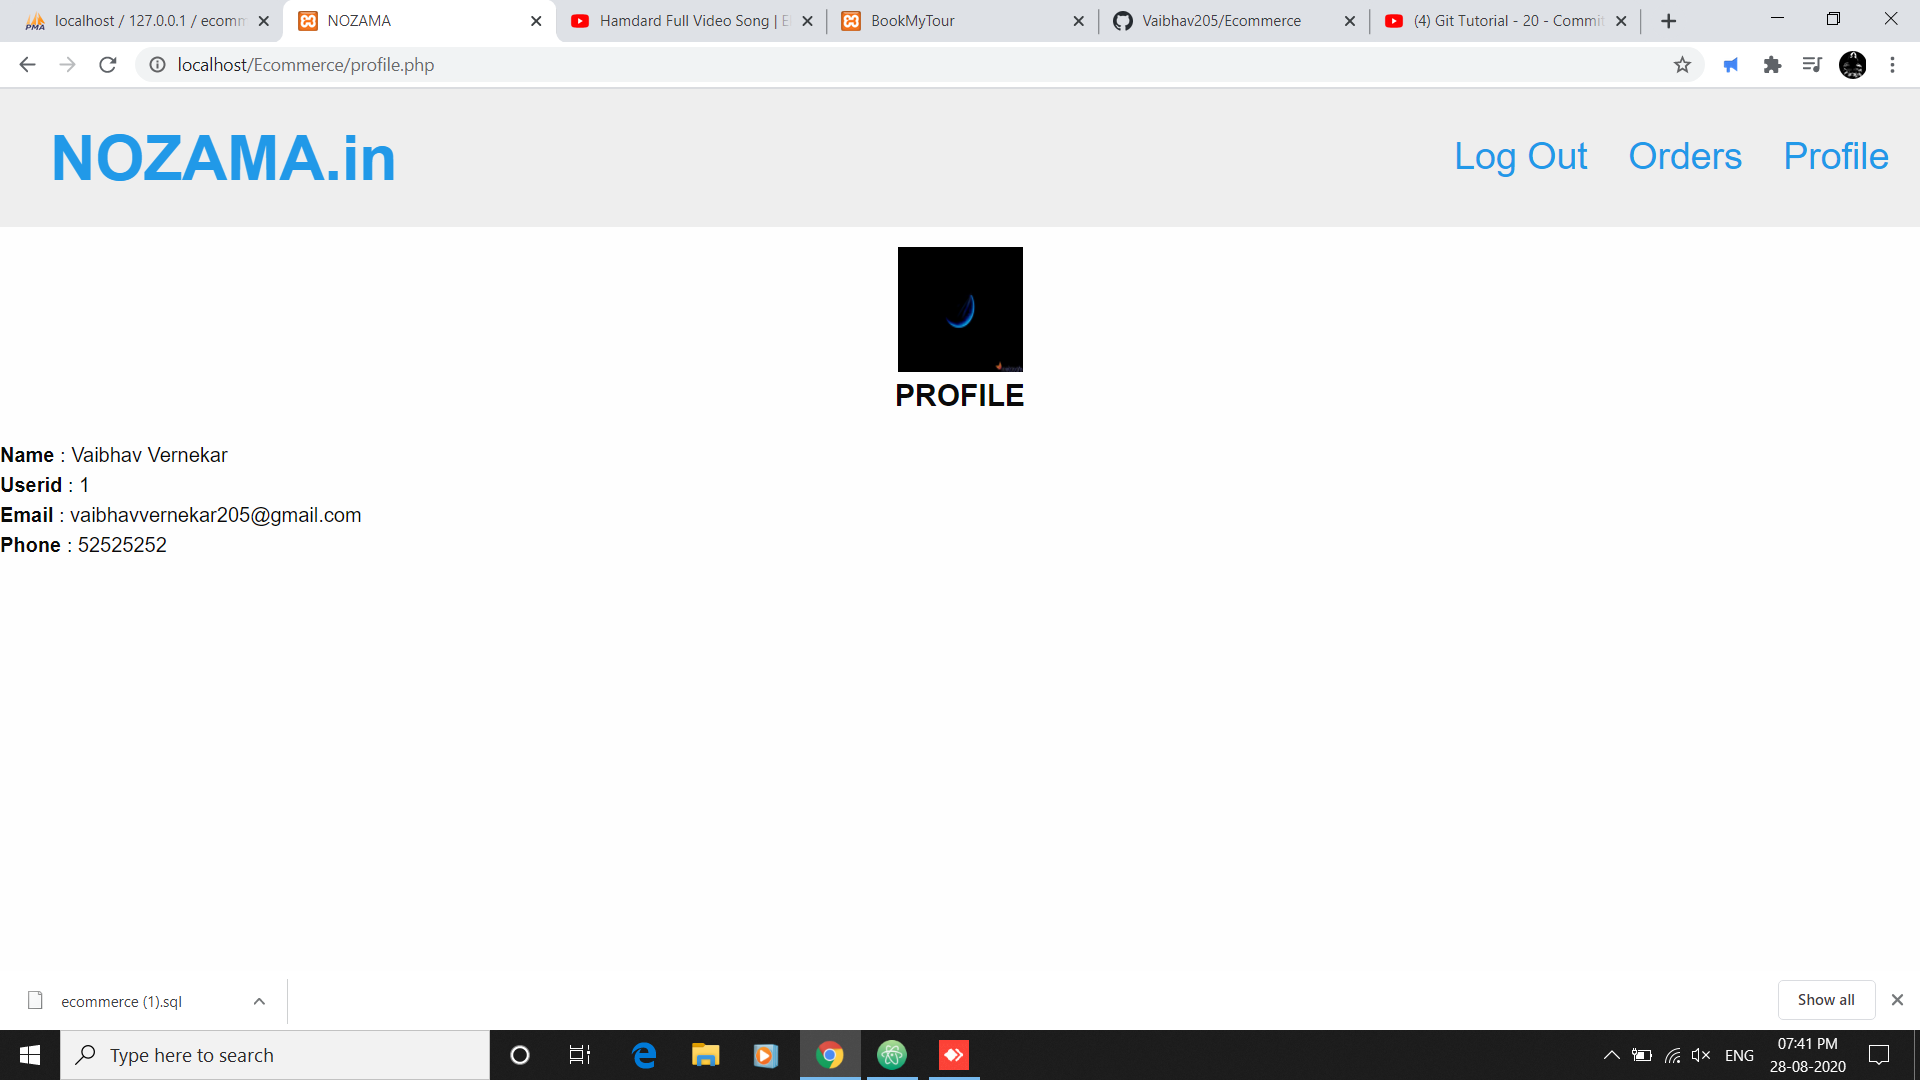 localhost / 127.0.0.1 / ecomm
NOZAMA
Hamdard Full Video Song | E
BookMyTour
Vaibhav205/Ecommerce
(4) Git Tutorial - 20 - Commit
localhost/Ecommerce/profile.php
NOZAMA.in
Log Out
Orders
Profile
PROFILE
Name : Vaibhav Vernekar
Userid : 1
Email : vaibhavvernekar205@gmail.com
Phone : 52525252
ecommerce (1).sql
Show all
Type here to search
ENG
07:41 PM
28-08-2020